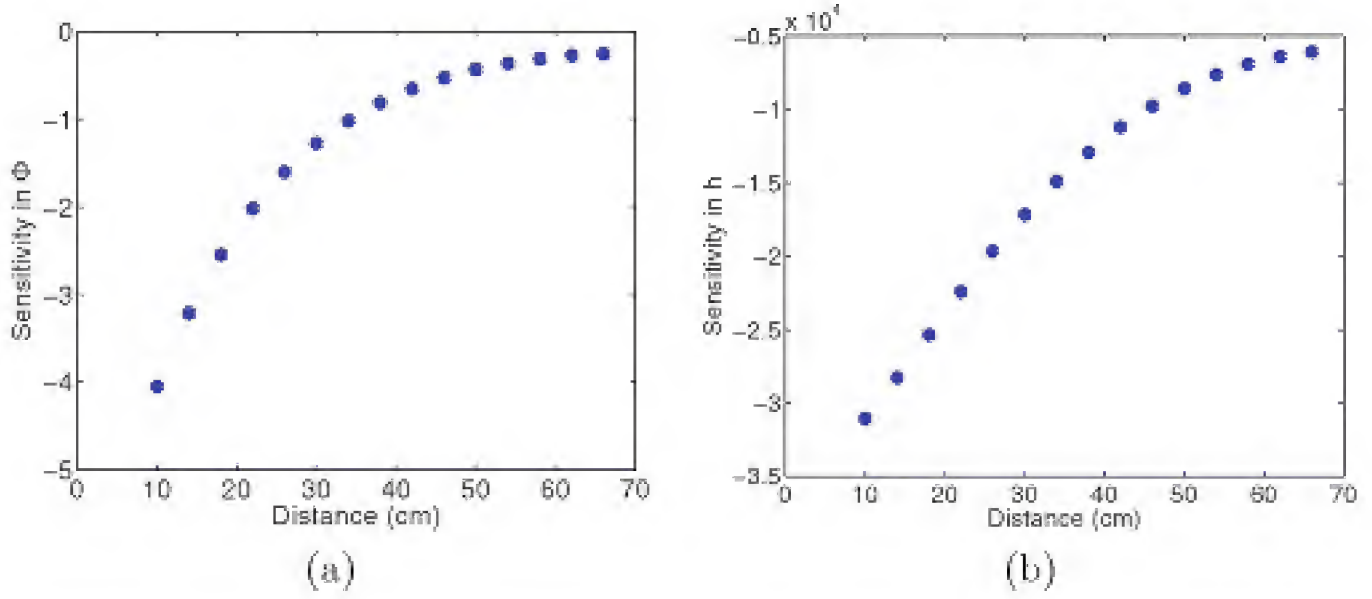 Sensitivity in Φ
0
−1
−2
−3
−4
−5
0 10 20 30 40 50 60 70
Distance (cm)
(a)
x 10⁴
Sensitivity in h
−0.5
−1
−1.5
−2
−2.5
−3
−3.5
0 10 20 30 40 50 60 70
Distance (cm)
(b)